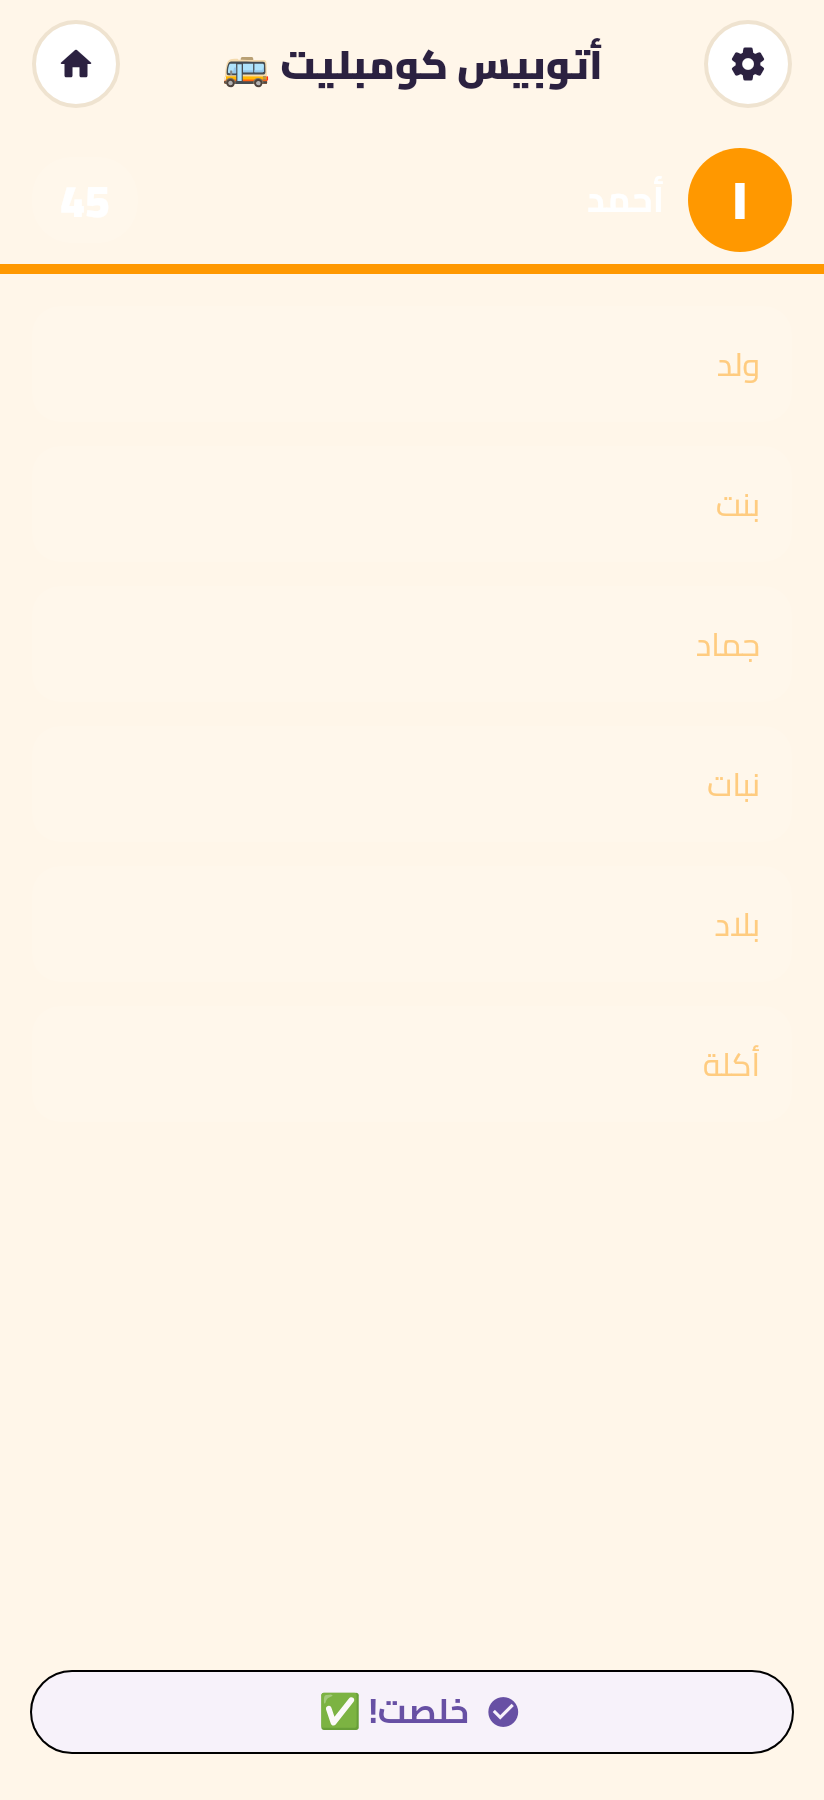 أتوبيس كومبليت 🚌
ا
أحمد
45
ولد
بنت
جماد
نبات
بلاد
أكلة
خلصت! ✅